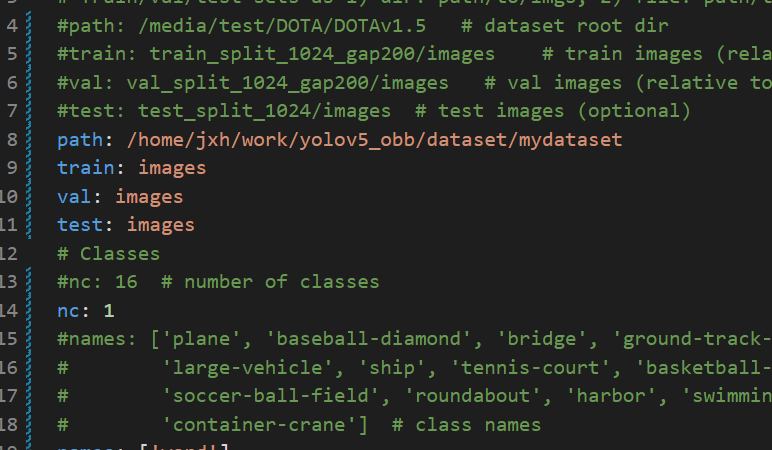 4 #path: /media/test/DOTA/DOTAv1.5 # dataset root dir
5 #train: train_split_1024_gap200/images # train images (rela
6 #val: val_split_1024_gap200/images # val images (relative to
7 #test: test_split_1024/images # test images (optional)
8 path: /home/jxh/work/yolov5_obb/dataset/mydataset
9 train: images
10 val: images
11 test: images
12 # Classes
13 #nc: 16 # number of classes
14 nc: 1
15 #names: ['plane', 'baseball-diamond', 'bridge', 'ground-track-
16 # 'large-vehicle', 'ship', 'tennis-court', 'basketball-
17 # 'soccer-ball-field', 'roundabout', 'harbor', 'swimmin
18 # 'container-crane'] # class names